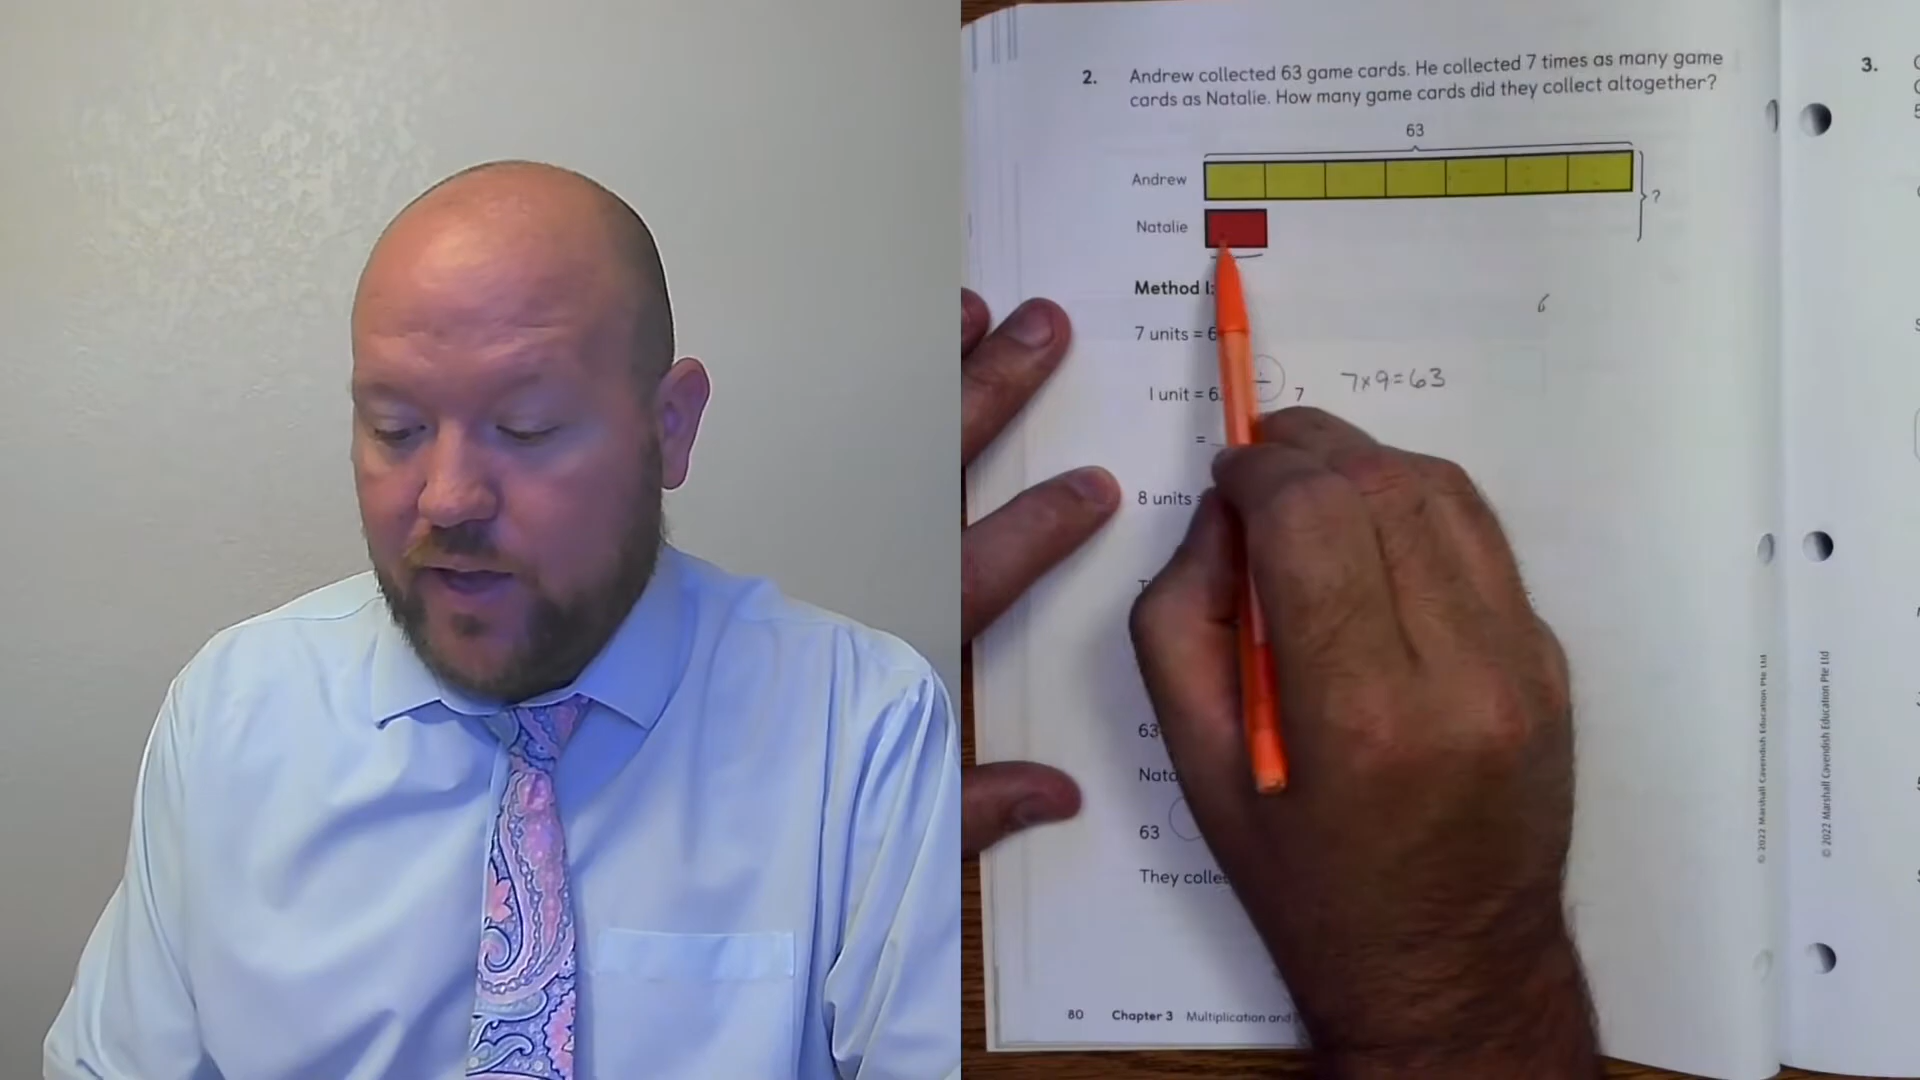 2. Andrew collected 63 game cards. He collected 7 times as many game
cards as Natalie. How many game cards did they collect altogether?
63
Andrew
?
Natalie
Method 1:
6
7 units = 6
1 unit = 6 ÷ 7
7x9=63
=
8 units =
63
63
They colle
80 Chapter 3 Multiplication and
© 2022 Marshall Cavendish Education Pte Ltd
© 2022 Marshall Cavendish Education Pte Ltd
3.